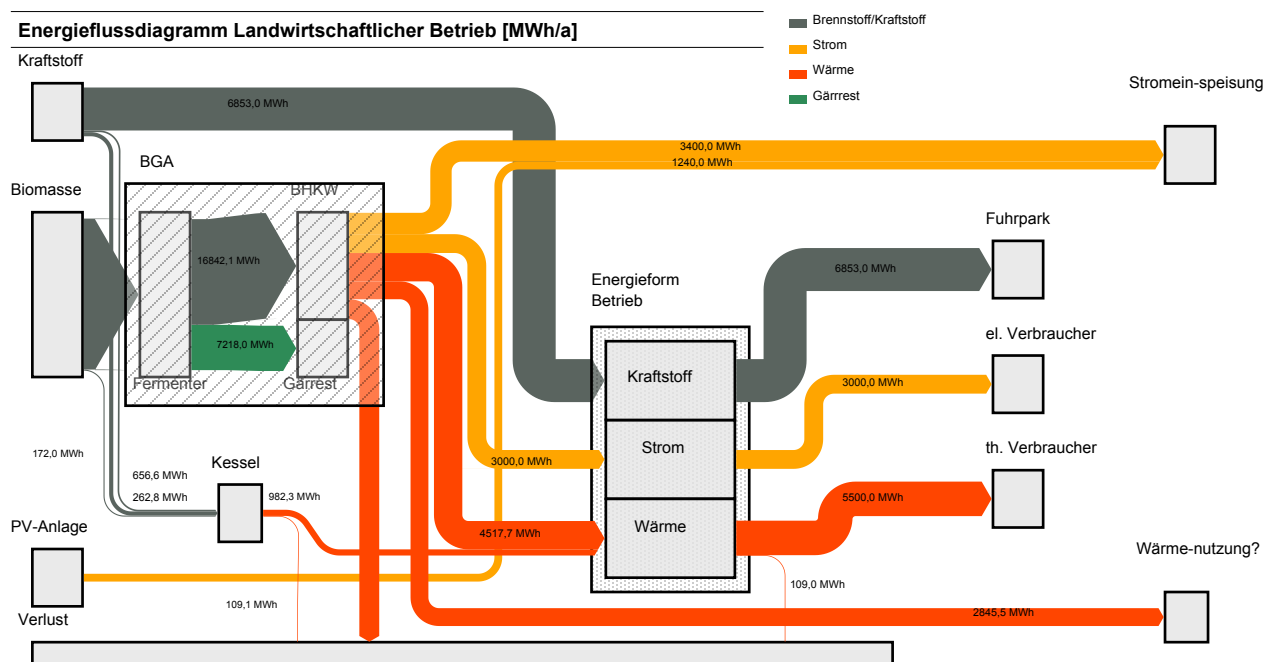 Energieflussdiagramm Landwirtschaftlicher Betrieb [MWh/a]
Brennstoff/Kraftstoff
Strom
Wärme
Gärrrest
Kraftstoff
6853,0 MWh
Stromein-speisung
3400,0 MWh
1240,0 MWh
BGA
Biomasse
BHKW
16842,1 MWh
7218,0 MWh
Fermenter
Gärrest
Fuhrpark
6853,0 MWh
Energieform
Betrieb
el. Verbraucher
Kraftstoff
3000,0 MWh
th. Verbraucher
Strom
3000,0 MWh
172,0 MWh
656,6 MWh
262,8 MWh
Kessel
982,3 MWh
5500,0 MWh
Wärme
4517,7 MWh
PV-Anlage
Wärme-nutzung?
109,0 MWh
109,1 MWh
2845,5 MWh
Verlust